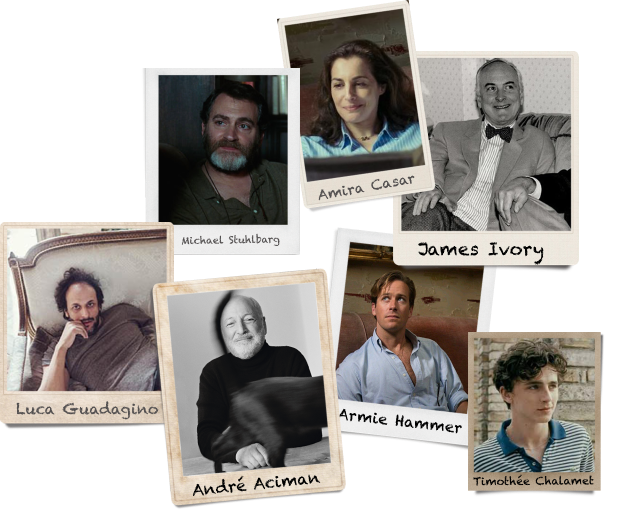 Amira Casar
Michael Stuhlbarg
James Ivory
Luca Guadagino
Armie Hammer
Timothée Chalamet
André Aciman